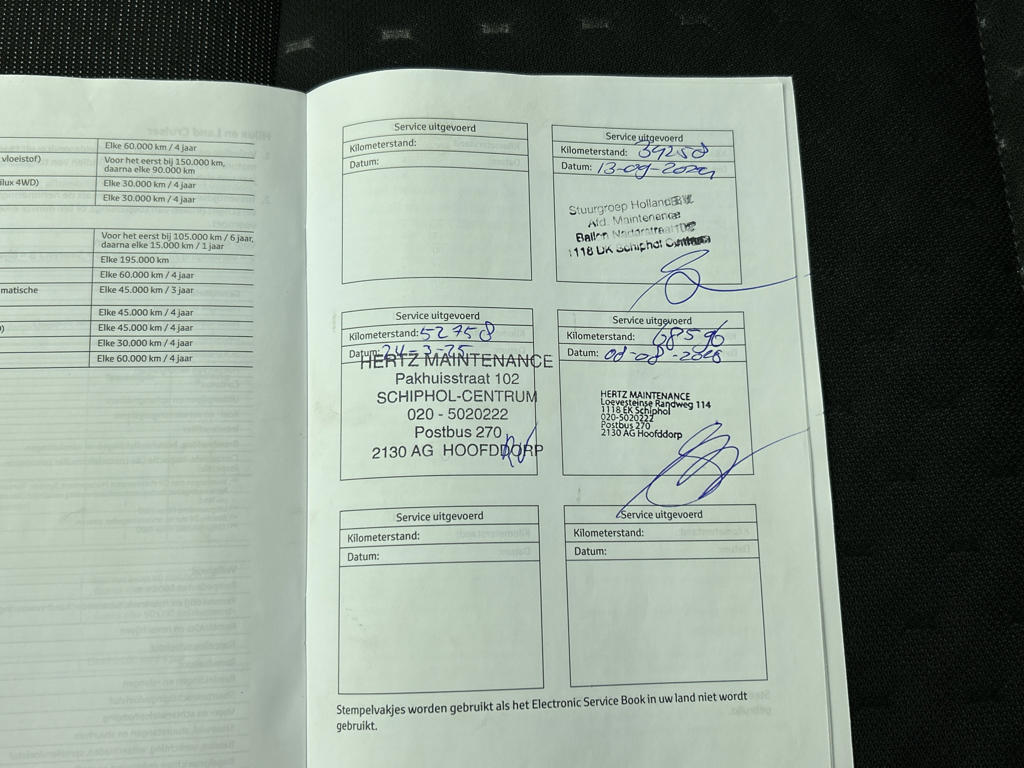 Elke 60.000 km / 4 jaar
vloeistof)
Voor het eerst bij 150.000 km,
daarna elke 90.000 km
ilux 4WD)
Elke 30.000 km / 4 jaar
Elke 30.000 km / 4 jaar
Voor het eerst bij 105.000 km / 6 jaar,
daarna elke 15.000 km / 1 jaar
Elke 195.000 km
Elke 60.000 km / 4 jaar
matische
Elke 45.000 km / 3 jaar
Elke 45.000 km / 4 jaar
Elke 45.000 km / 4 jaar
Elke 30.000 km / 4 jaar
Elke 60.000 km / 4 jaar
Service uitgevoerd
Kilometerstand:
Datum:
Service uitgevoerd
Kilometerstand: 34258
Datum: 13-09-2024
Stuurgroep Holland B.V.
Afd. Maintenance
1118 DK Schiphol Centrum
Service uitgevoerd
Kilometerstand: 52758
Datum: 24-3-25
HERTZ MAINTENANCE
Pakhuisstraat 102
SCHIPHOL-CENTRUM
020 - 5020222
Postbus 270
2130 AG HOOFDDORP
Service uitgevoerd
Kilometerstand: 68596
Datum:
HERTZ MAINTENANCE
Loevesteinse Randweg 114
1118 EK Schiphol
020-5020222
Postbus 270
2130 AG Hoofddorp
Service uitgevoerd
Kilometerstand:
Datum:
Service uitgevoerd
Kilometerstand:
Datum:
Stempelvakjes worden gebruikt als het Electronic Service Book in uw land niet wordt
gebruikt.